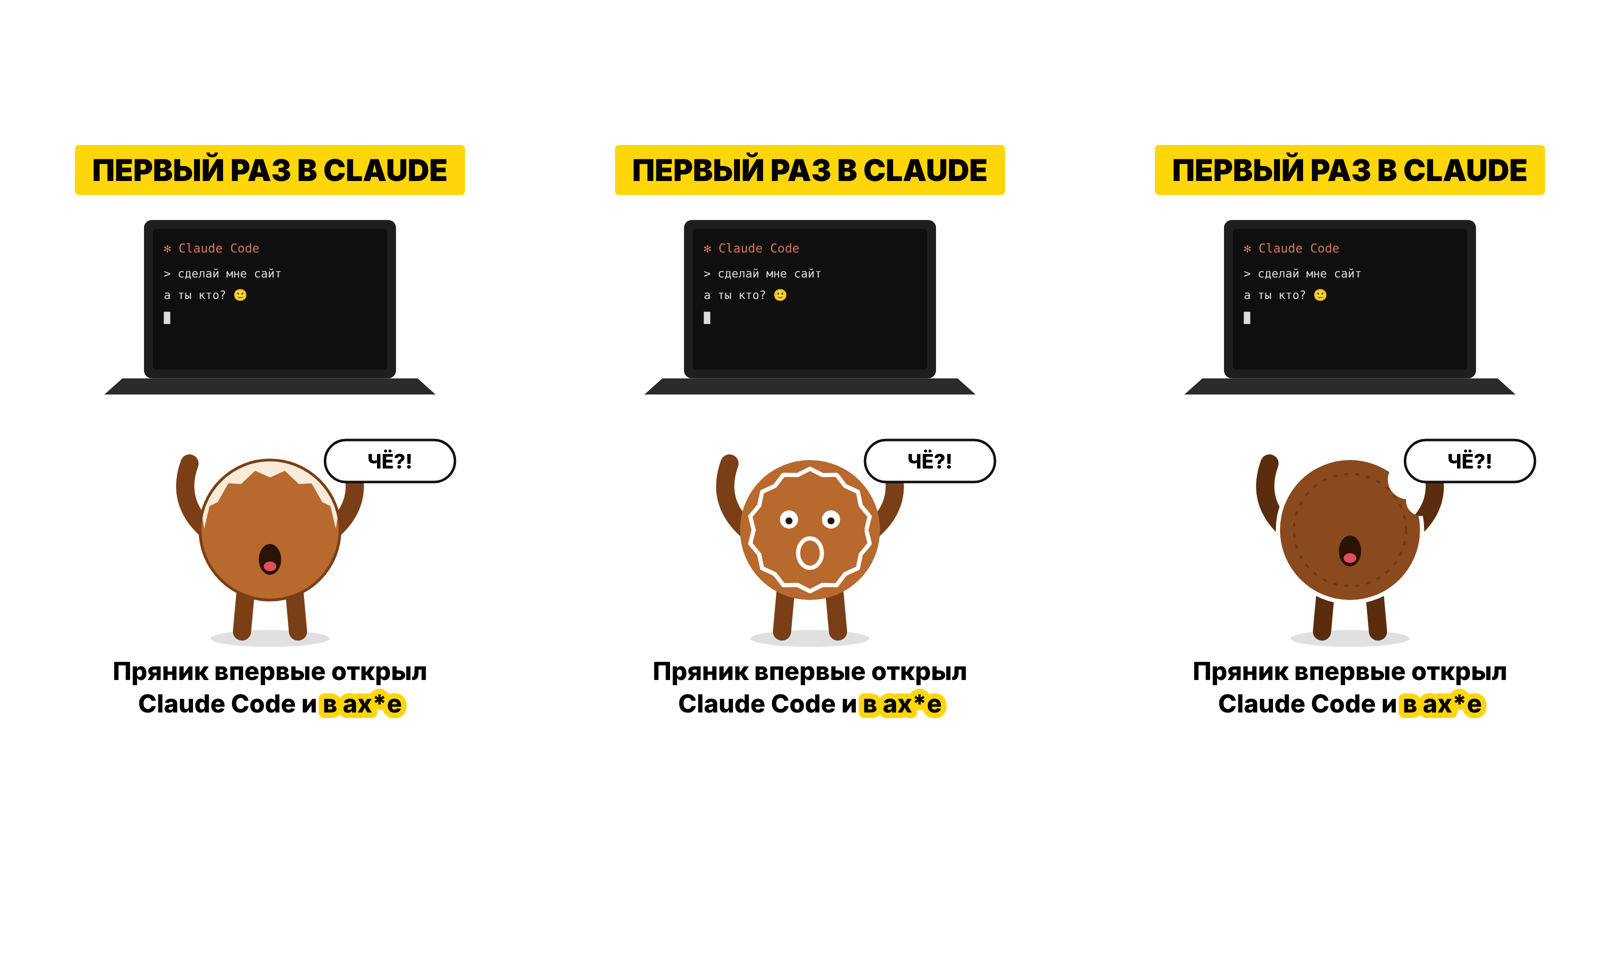 ПЕРВЫЙ РАЗ В CLAUDE
✻ Claude Code
> сделай мне сайт
а ты кто? 🙂
ЧЁ?!
Пряник впервые открыл
Claude Code и в ах*е
ПЕРВЫЙ РАЗ В CLAUDE
✻ Claude Code
> сделай мне сайт
а ты кто? 🙂
ЧЁ?!
Пряник впервые открыл
Claude Code и в ах*е
ПЕРВЫЙ РАЗ В CLAUDE
✻ Claude Code
> сделай мне сайт
а ты кто? 🙂
ЧЁ?!
Пряник впервые открыл
Claude Code и в ах*е